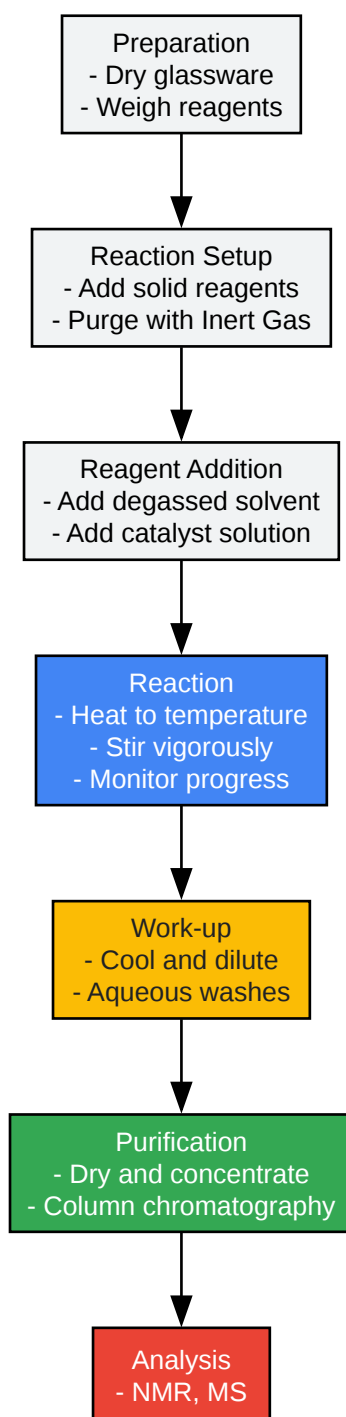 Preparation
- Dry glassware
- Weigh reagents
Reaction Setup
- Add solid reagents
- Purge with Inert Gas
Reagent Addition
- Add degassed solvent
- Add catalyst solution
Reaction
- Heat to temperature
- Stir vigorously
- Monitor progress
Work-up
- Cool and dilute
- Aqueous washes
Purification
- Dry and concentrate
- Column chromatography
Analysis
- NMR, MS